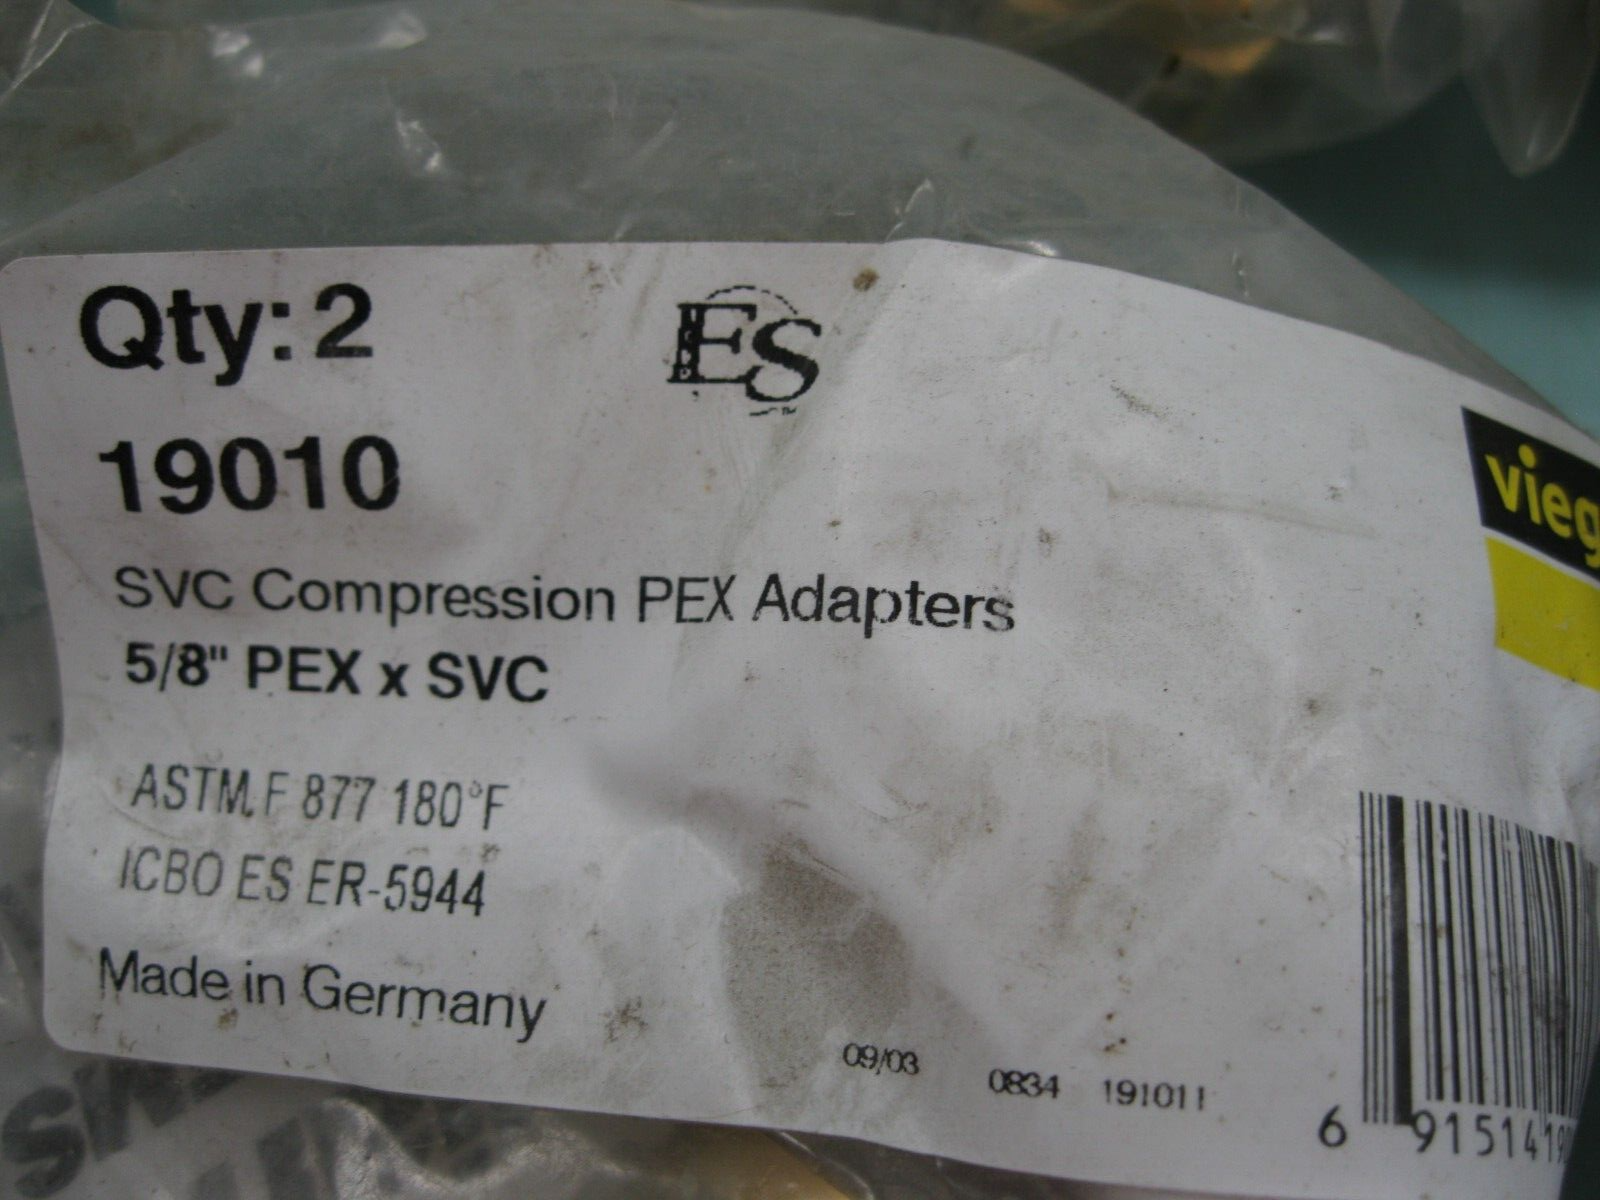 Qty: 2
ES
19010
vieg
SVC Compression PEX Adapters
5/8" PEX x SVC
ASTM.F 877 180°F
ICBO ES ER-5944
Made in Germany
09/03 0834 191011
6 9151419